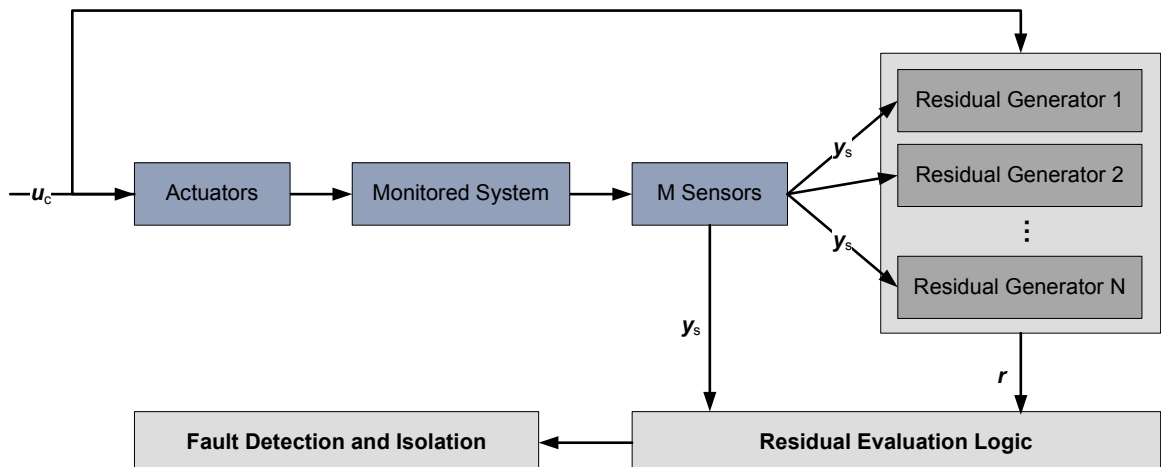 Residual Generator 1
y_s
Residual Generator 2
u_c
Actuators
Monitored System
M Sensors
⋮
y_s
Residual Generator N
y_s
r
Fault Detection and Isolation
Residual Evaluation Logic